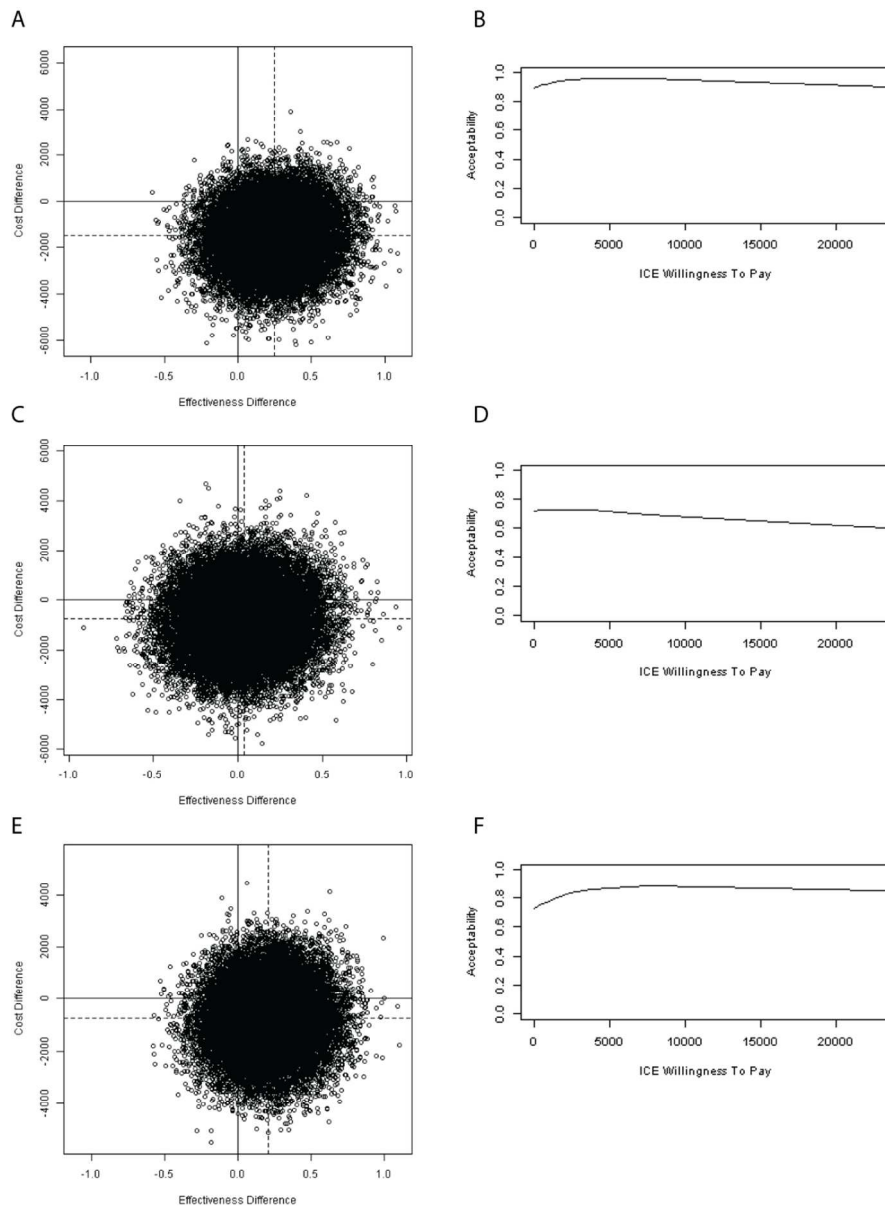 A
Cost Difference
6000
4000
2000
0
-2000
-4000
-6000
-1.0 -0.5 0.0 0.5 1.0
Effectiveness Difference
B
Acceptability
1.0
0.8
0.6
0.4
0.2
0.0
0 5000 10000 15000 20000
ICE Willingness To Pay
C
Cost Difference
6000
4000
2000
0
-2000
-4000
-6000
-1.0 -0.5 0.0 0.5 1.0
Effectiveness Difference
D
Acceptability
1.0
0.8
0.6
0.4
0.2
0.0
0 5000 10000 15000 20000
ICE Willingness To Pay
E
Cost Difference
4000
2000
0
-2000
-4000
-1.0 -0.5 0.0 0.5 1.0
Effectiveness Difference
F
Acceptability
1.0
0.8
0.6
0.4
0.2
0.0
0 5000 10000 15000 20000
ICE Willingness To Pay